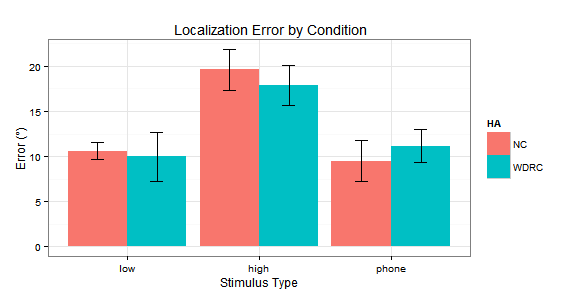 Localization Error by Condition
Error (°)
20
15
10
5
0
low high phone
Stimulus Type
HA
NC
WDRC